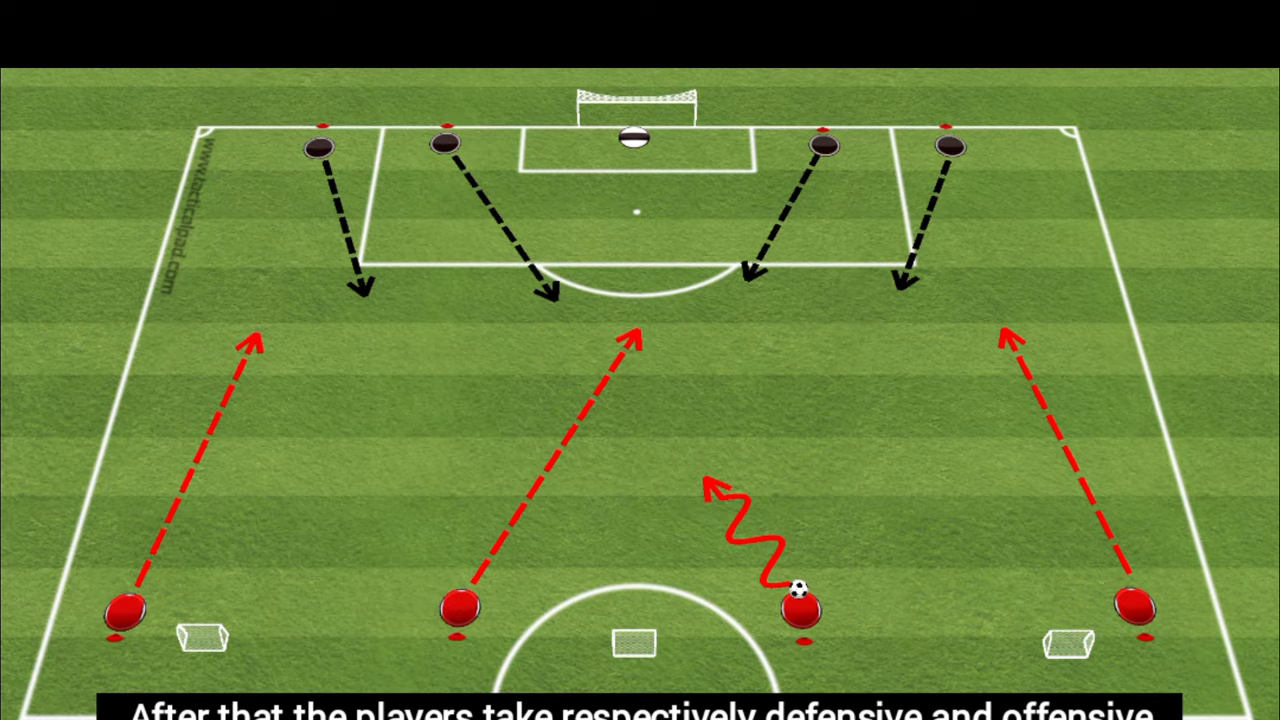 www.tacticalpad.com
After that the players take respectively defensive and offensive